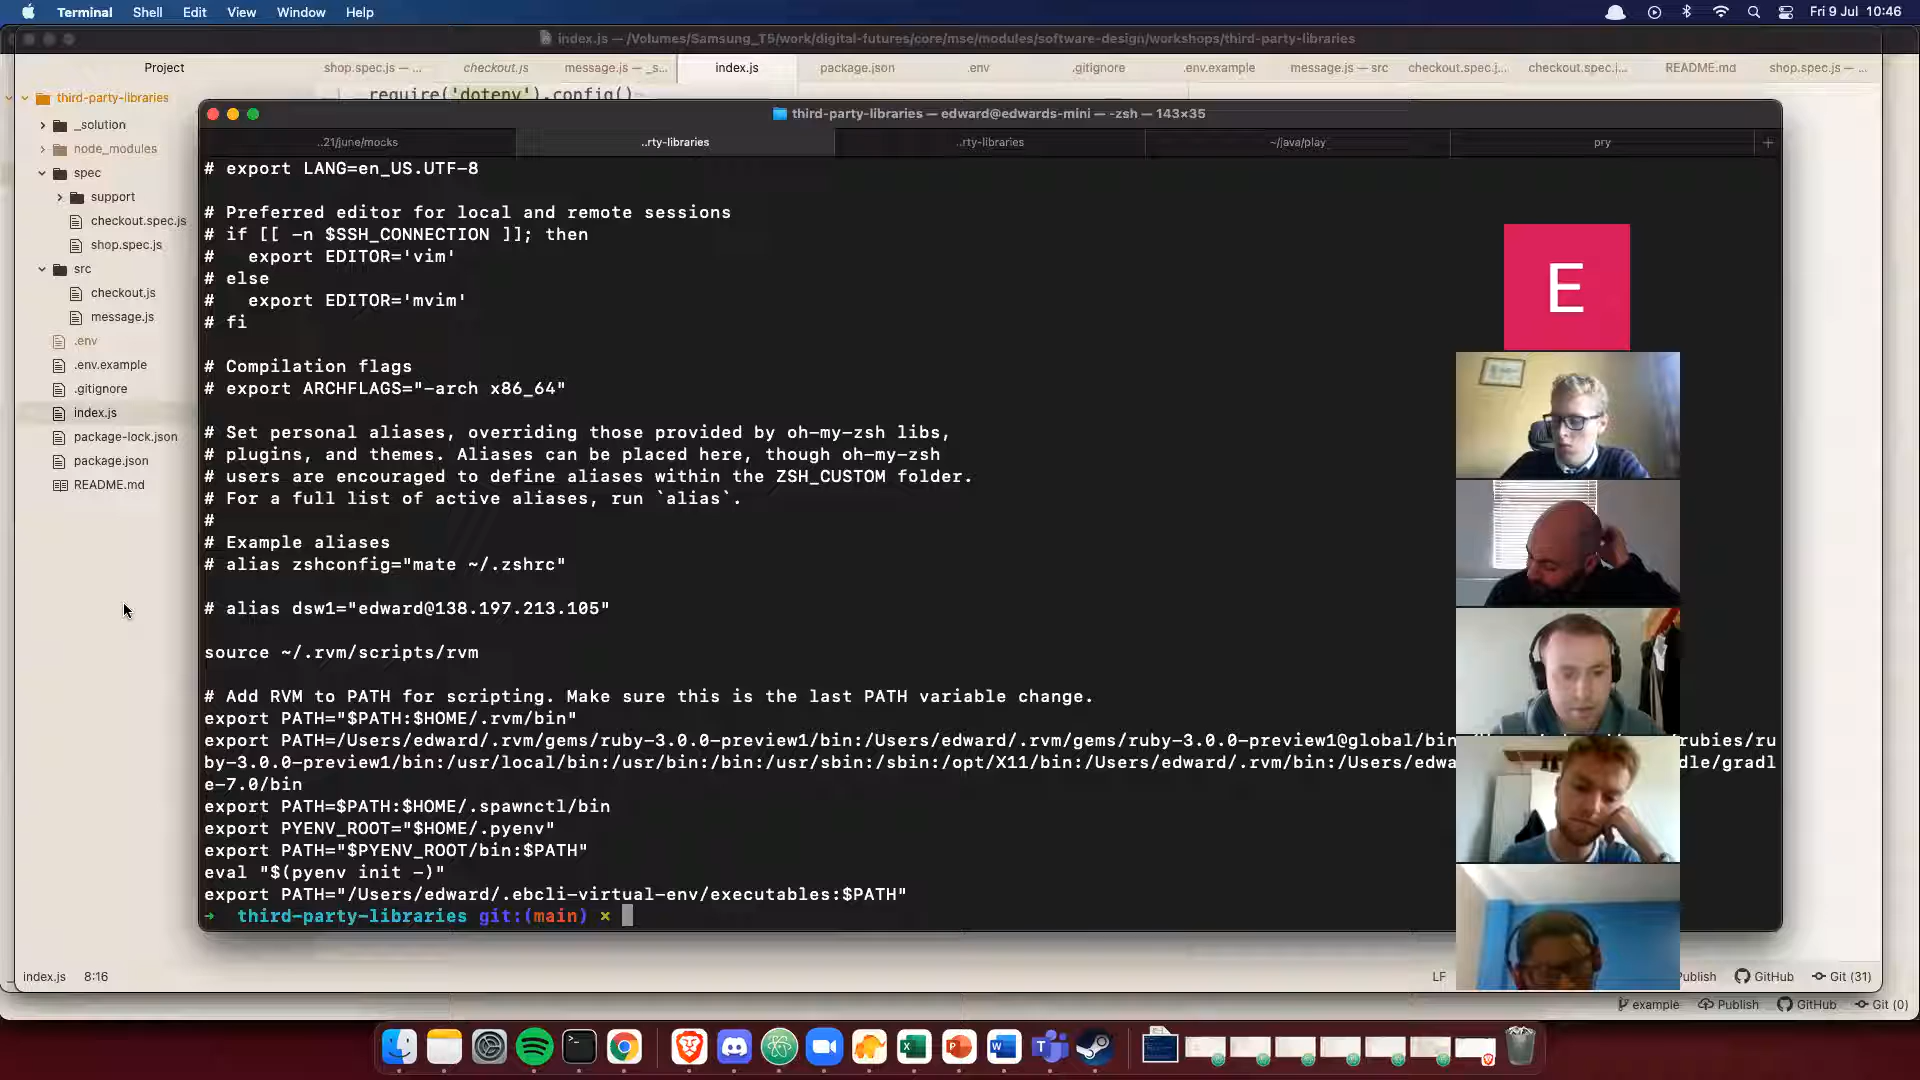 Terminal Shell Edit View Window Help Fri 9 Jul 10:46
index.js — /Volumes/Samsung_T5/work/digital-futures/core/mse/modules/software-design/workshops/third-party-libraries
Project shop.spec.js — ... checkout.js message.js — _s... index.js package.json .env .gitignore .env.example message.js — src checkout.spec.j... checkout.spec.j... README.md shop.spec.js — ...
require('dotenv').config()
third-party-libraries
_solution
node_modules
spec
support
checkout.spec.js
shop.spec.js
src
checkout.js
message.js
.env
.env.example
.gitignore
index.js
package-lock.json
package.json
README.md
third-party-libraries — edward@edwards-mini — -zsh — 143×35
..21/june/mocks ..rty-libraries ..rty-libraries ~/java/play pry +
# export LANG=en_US.UTF-8
# Preferred editor for local and remote sessions
# if [[ -n $SSH_CONNECTION ]]; then
#   export EDITOR='vim'
# else
#   export EDITOR='mvim'
# fi
# Compilation flags
# export ARCHFLAGS="-arch x86_64"
# Set personal aliases, overriding those provided by oh-my-zsh libs,
# plugins, and themes. Aliases can be placed here, though oh-my-zsh
# users are encouraged to define aliases within the ZSH_CUSTOM folder.
# For a full list of active aliases, run `alias`.
#
# Example aliases
# alias zshconfig="mate ~/.zshrc"
# alias dsw1="edward@138.197.213.105"
source ~/.rvm/scripts/rvm
# Add RVM to PATH for scripting. Make sure this is the last PATH variable change.
export PATH="$PATH:$HOME/.rvm/bin"
export PATH=/Users/edward/.rvm/gems/ruby-3.0.0-preview1/bin:/Users/edward/.rvm/gems/ruby-3.0.0-preview1@global/bin rubies/ru
by-3.0.0-preview1/bin:/usr/local/bin:/usr/bin:/bin:/usr/sbin:/sbin:/opt/X11/bin:/Users/edward/.rvm/bin:/Users/edwa dle/gradl
e-7.0/bin
export PATH=$PATH:$HOME/.spawnctl/bin
export PYENV_ROOT="$HOME/.pyenv"
export PATH="$PYENV_ROOT/bin:$PATH"
eval "$(pyenv init -)"
export PATH="/Users/edward/.ebcli-virtual-env/executables:$PATH"
→ third-party-libraries git:(main) ×
E
index.js 8:16 LF Publish GitHub Git (31)
example Publish GitHub Git (0)